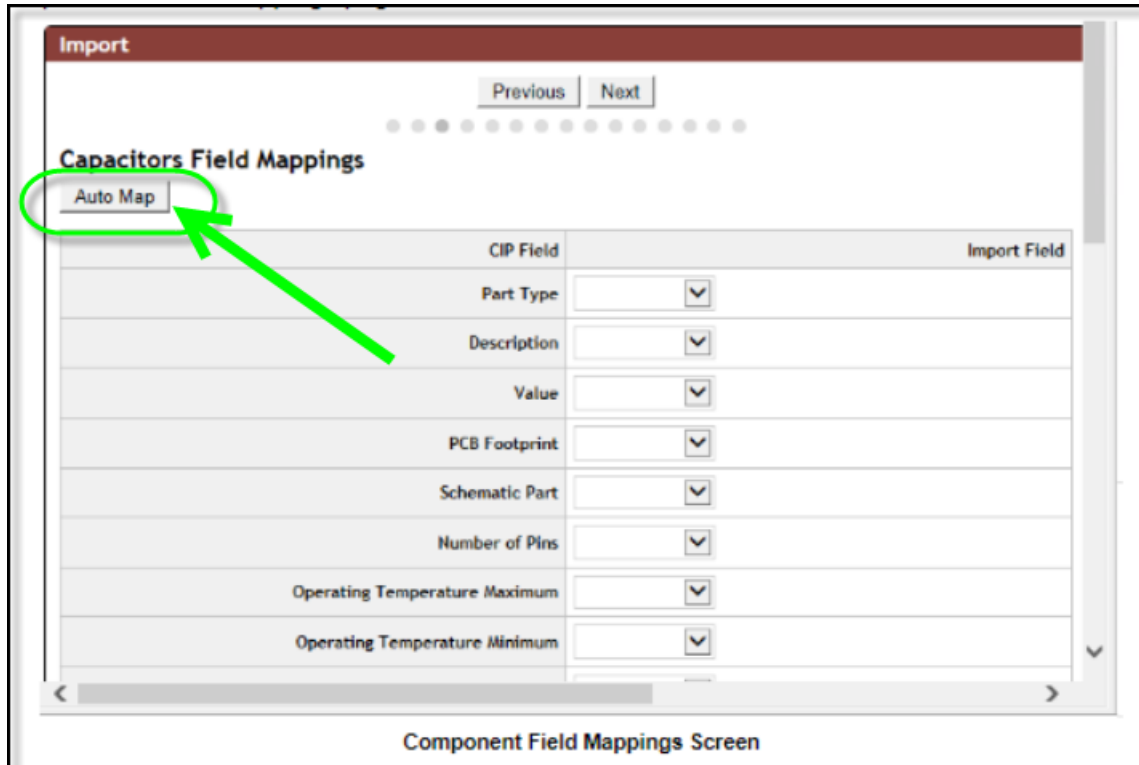 Import
Previous Next
Capacitors Field Mappings
Auto Map
CIP Field Import Field
Part Type
Description
Value
PCB Footprint
Schematic Part
Number of Pins
Operating Temperature Maximum
Operating Temperature Minimum
Component Field Mappings Screen